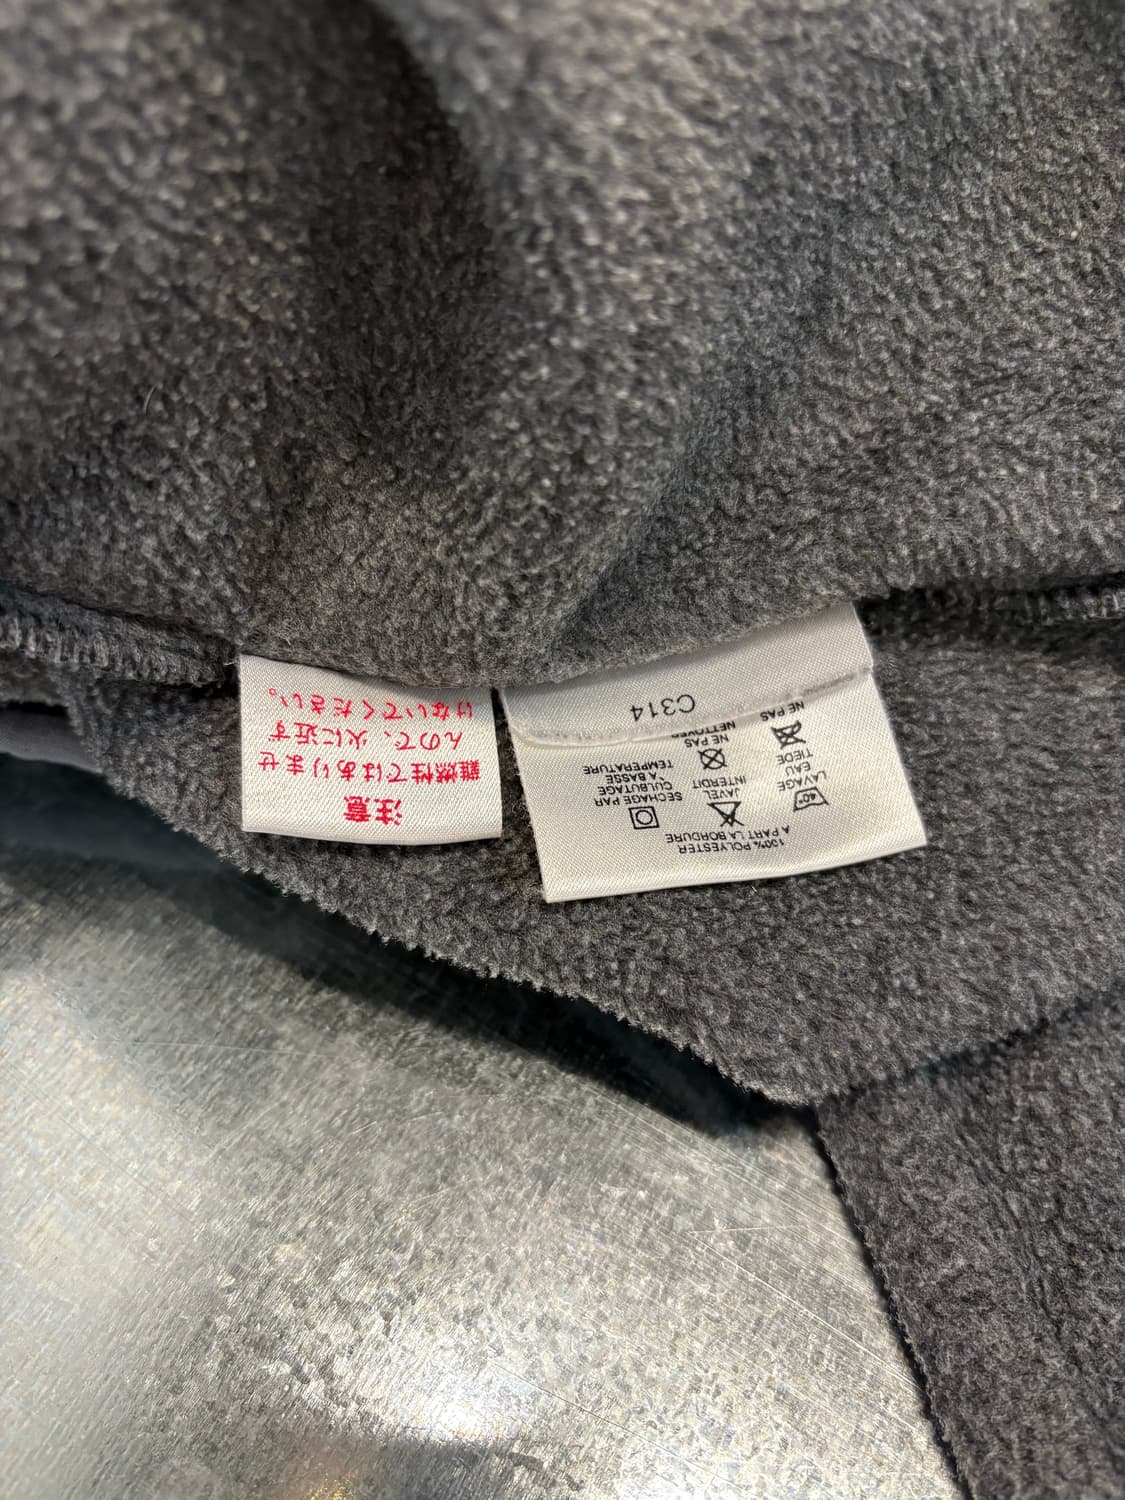 注意
難燃性ではありませ
んので、火に近ず
けないでください。
C314
100% POLYESTER
A PART LA BORDURE
40°
LAVAGE
EAU
TIEDE
NE PAS
JAVEL
INTERDIT
NE PAS
NETTOYER
SECHAGE PAR
CULBUTAGE
A BASSE
TEMPERATURE